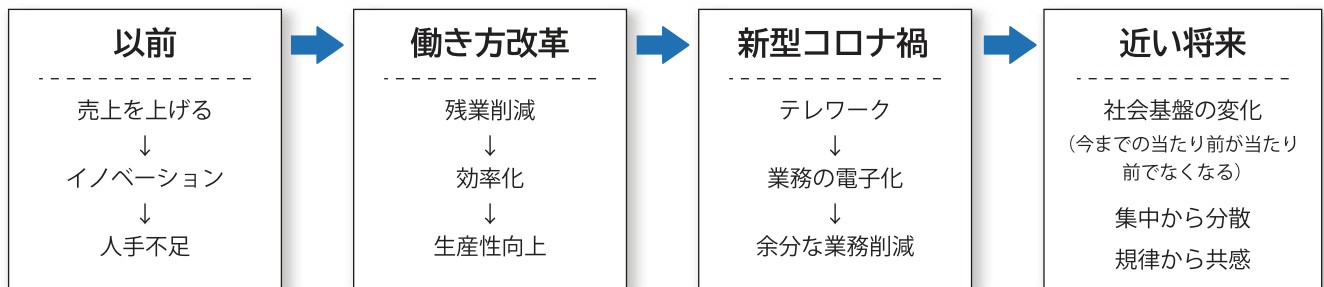 以前
売上を上げる
↓
イノベーション
↓
人手不足
働き方改革
残業削減
↓
効率化
↓
生産性向上
新型コロナ禍
テレワーク
↓
業務の電子化
↓
余分な業務削減
近い将来
社会基盤の変化
（今までの当たり前が当たり
前でなくなる）
集中から分散
規律から共感